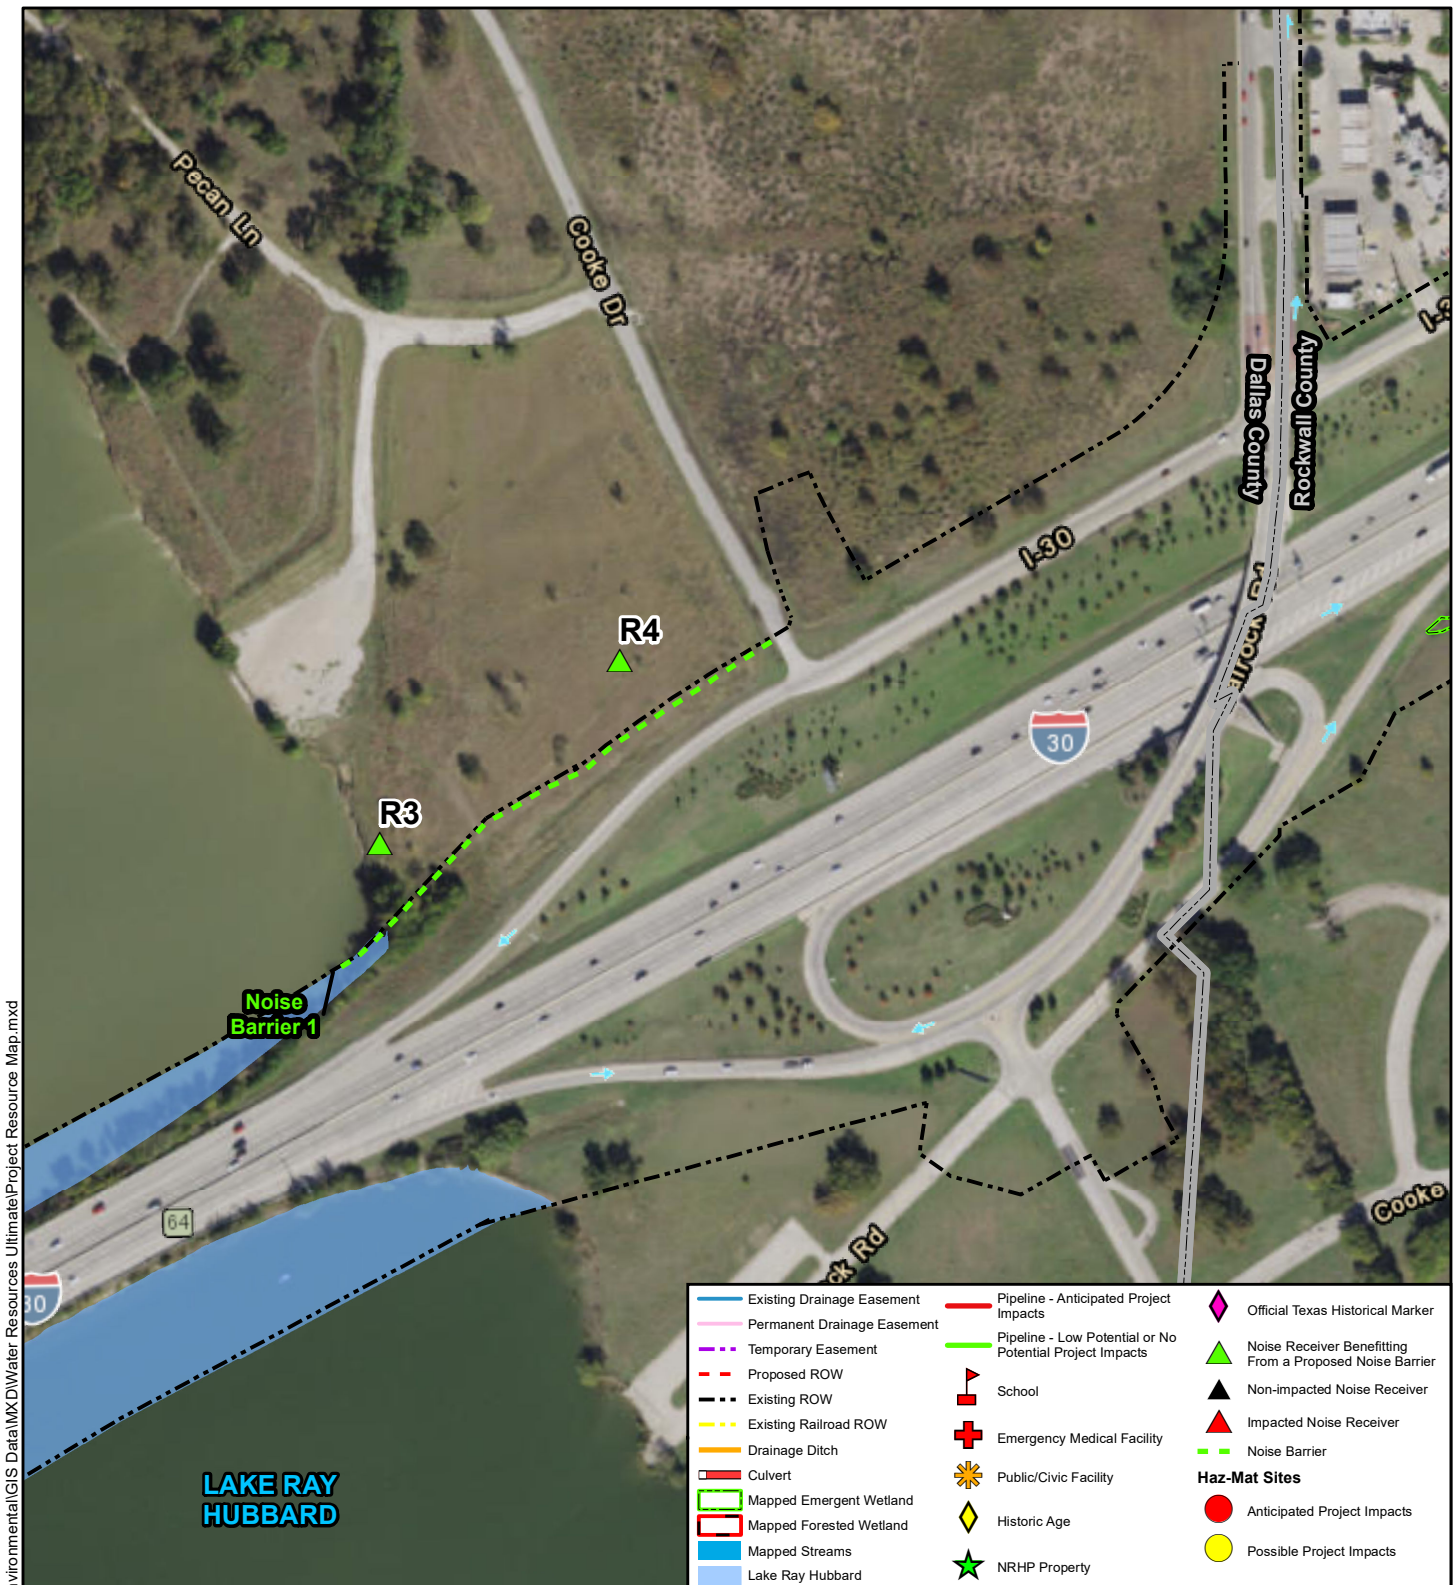 Pecan Ln
Cooke Dr
I-30
Dallas County
Rockwall County
I-30
R4
30
R3
Noise
Barrier 1
64
30
Cooke
ck Rd
LAKE RAY
HUBBARD
Existing Drainage Easement
Permanent Drainage Easement
Temporary Easement
Proposed ROW
Existing ROW
Existing Railroad ROW
Drainage Ditch
Culvert
Mapped Emergent Wetland
Mapped Forested Wetland
Mapped Streams
Lake Ray Hubbard
Pipeline - Anticipated Project
Impacts
Pipeline - Low Potential or No
Potential Project Impacts
School
Emergency Medical Facility
Public/Civic Facility
Historic Age
NRHP Property
Official Texas Historical Marker
Noise Receiver Benefitting
From a Proposed Noise Barrier
Non-impacted Noise Receiver
Impacted Noise Receiver
Noise Barrier
Haz-Mat Sites
Anticipated Project Impacts
Possible Project Impacts
vironmental\GIS Data\MXD\Water Resources Ultimate\Project Resource Map.mxd